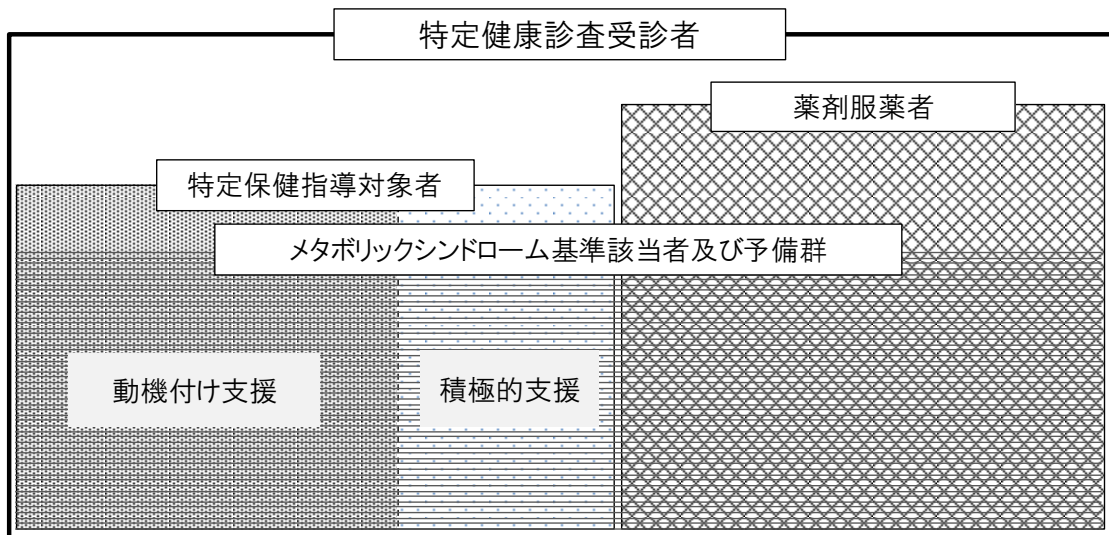 特定健康診査受診者
薬剤服薬者
特定保健指導対象者
メタボリックシンドローム基準該当者及び予備群
動機付け支援
積極的支援